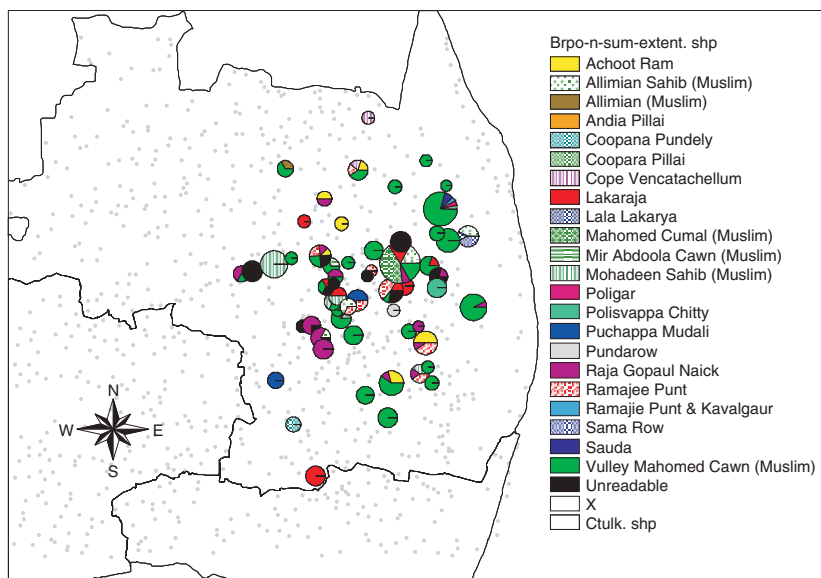 Brpo-n-sum-extent. shp
Achoot Ram
Allimian Sahib (Muslim)
Allimian (Muslim)
Andia Pillai
Coopana Pundely
Coopara Pillai
Cope Vencatachellum
Lakaraja
Lala Lakarya
Mahomed Cumal (Muslim)
Mir Abdoola Cawn (Muslim)
Mohadeen Sahib (Muslim)
Poligar
Polisvappa Chitty
Puchappa Mudali
Pundarow
Raja Gopaul Naick
Ramajee Punt
Ramajie Punt & Kavalgaur
Sama Row
Sauda
Vulley Mahomed Cawn (Muslim)
Unreadable
X
Ctulk. shp
N
W E
S